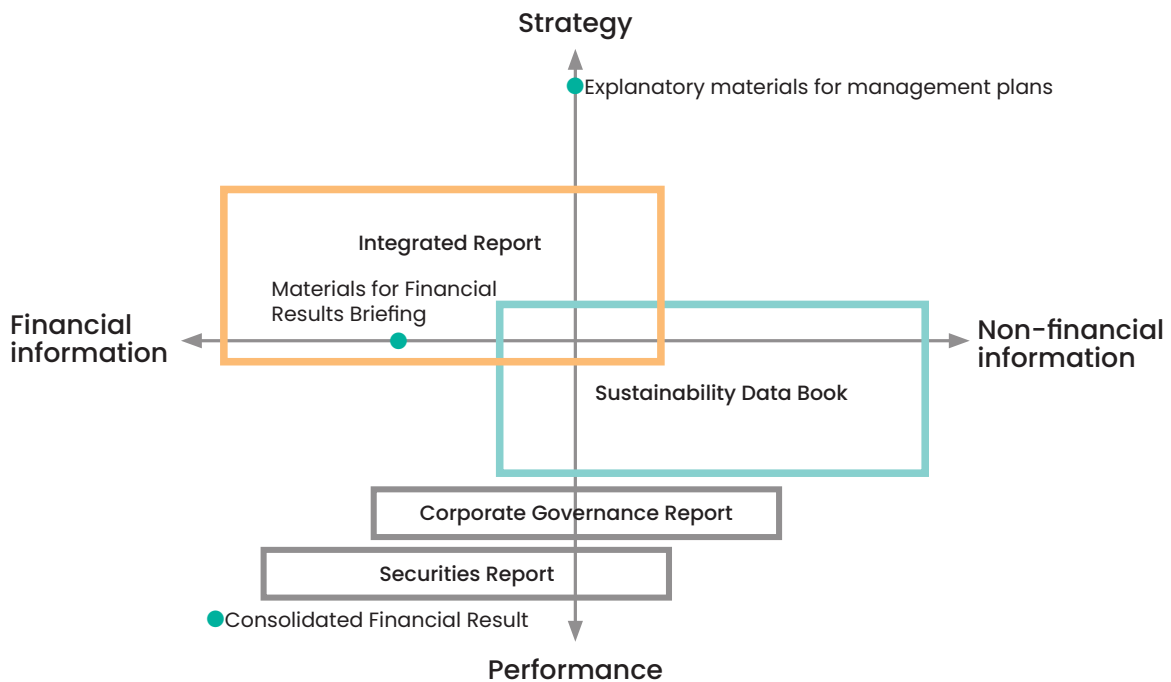 Strategy
Explanatory materials for management plans
Integrated Report
Materials for Financial
Results Briefing
Financial
information
Non-financial
information
Sustainability Data Book
Corporate Governance Report
Securities Report
Consolidated Financial Result
Performance